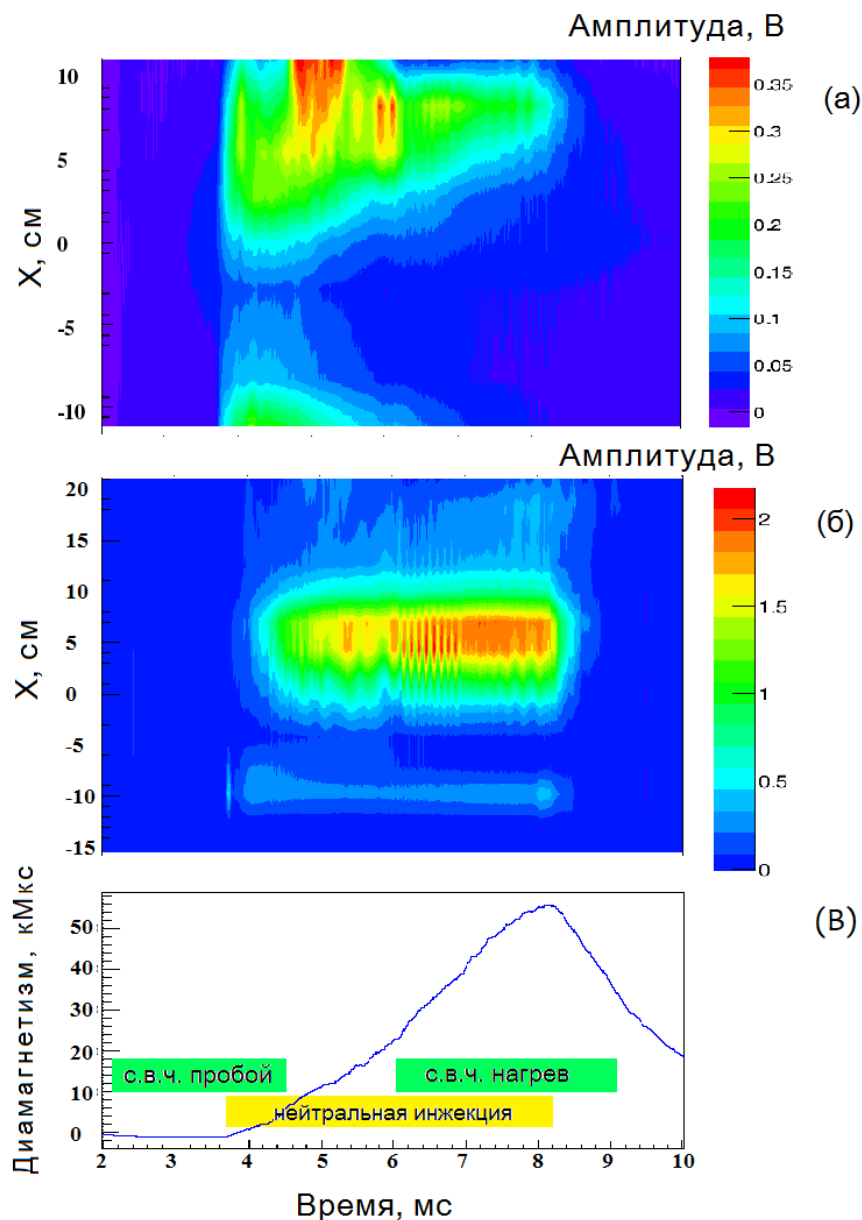 Амплитуда, В
(а)
X, см
10
5
0
-5
-10
0.35
0.3
0.25
0.2
0.15
0.1
0.05
0
Амплитуда, В
(б)
X, см
20
15
10
5
0
-5
-10
-15
2
1.5
1
0.5
0
(В)
Диамагнетизм, кМкс
50
40
30
20
10
0
с.в.ч. пробой
с.в.ч. нагрев
нейтральная инжекция
2 3 4 5 6 7 8 9 10
Время, мс